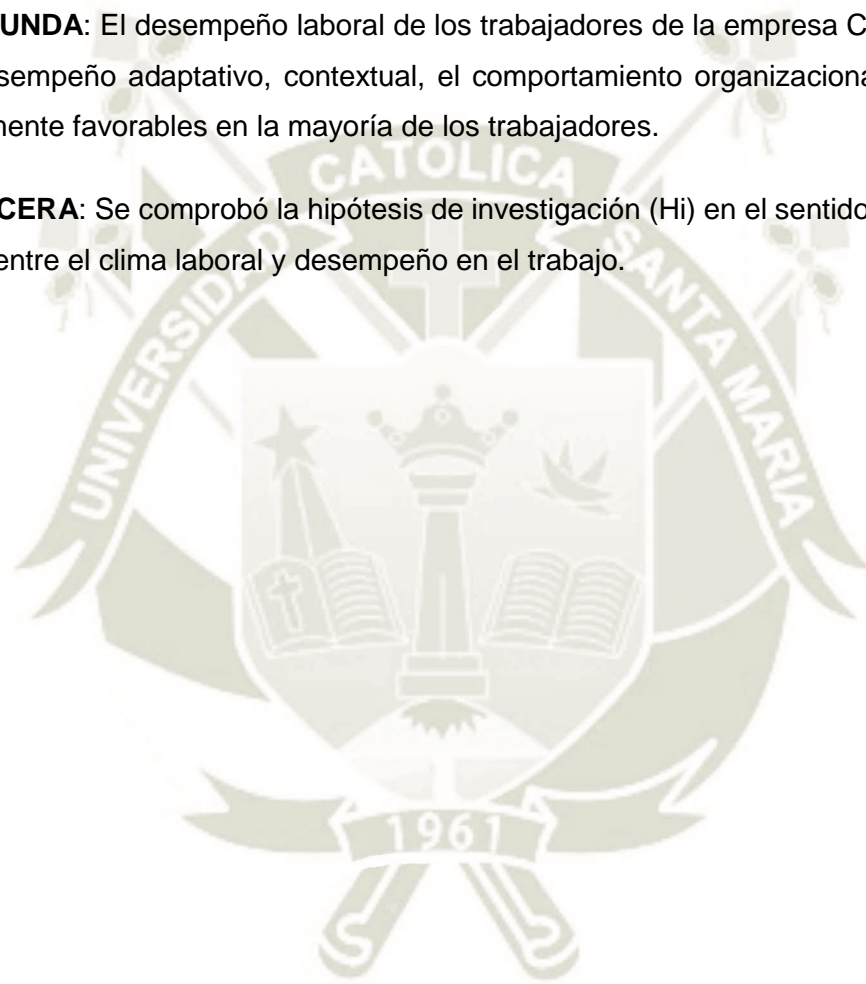 UNDA: El desempeño laboral de los trabajadores de la empresa C
sempeño adaptativo, contextual, el comportamiento organizaciona
mente favorables en la mayoría de los trabajadores.
CERA: Se comprobó la hipótesis de investigación (Hi) en el sentido
entre el clima laboral y desempeño en el trabajo.
UNIVERSIDAD CATOLICA SANTA MARIA
1961